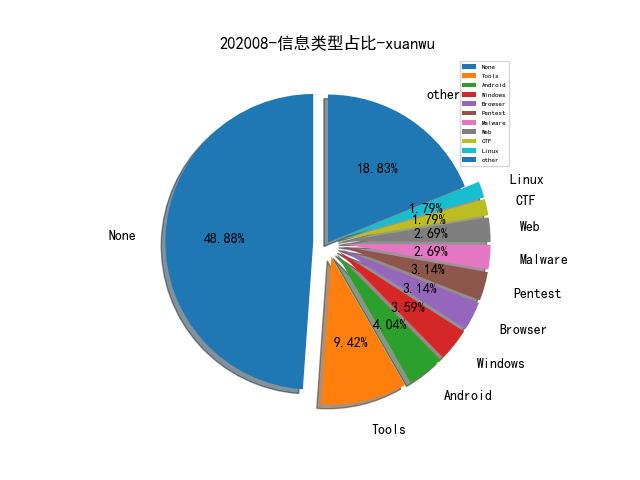 202008-信息类型占比-xuanwu
None
Tools
Android
Windows
Browser
Pentest
Malware
Web
CTF
Linux
other
other
18.83%
Linux
1.79%
CTF
1.79%
Web
2.69%
Malware
2.69%
Pentest
3.14%
Browser
3.14%
Windows
3.59%
Android
4.04%
Tools
9.42%
None
48.88%